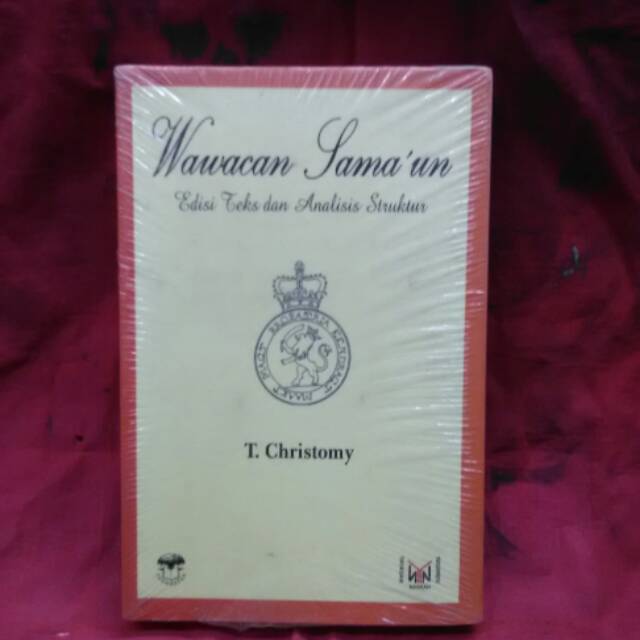 Wawacan Sama'un
Edisi Teks dan Analisis Struktur
T. Christomy